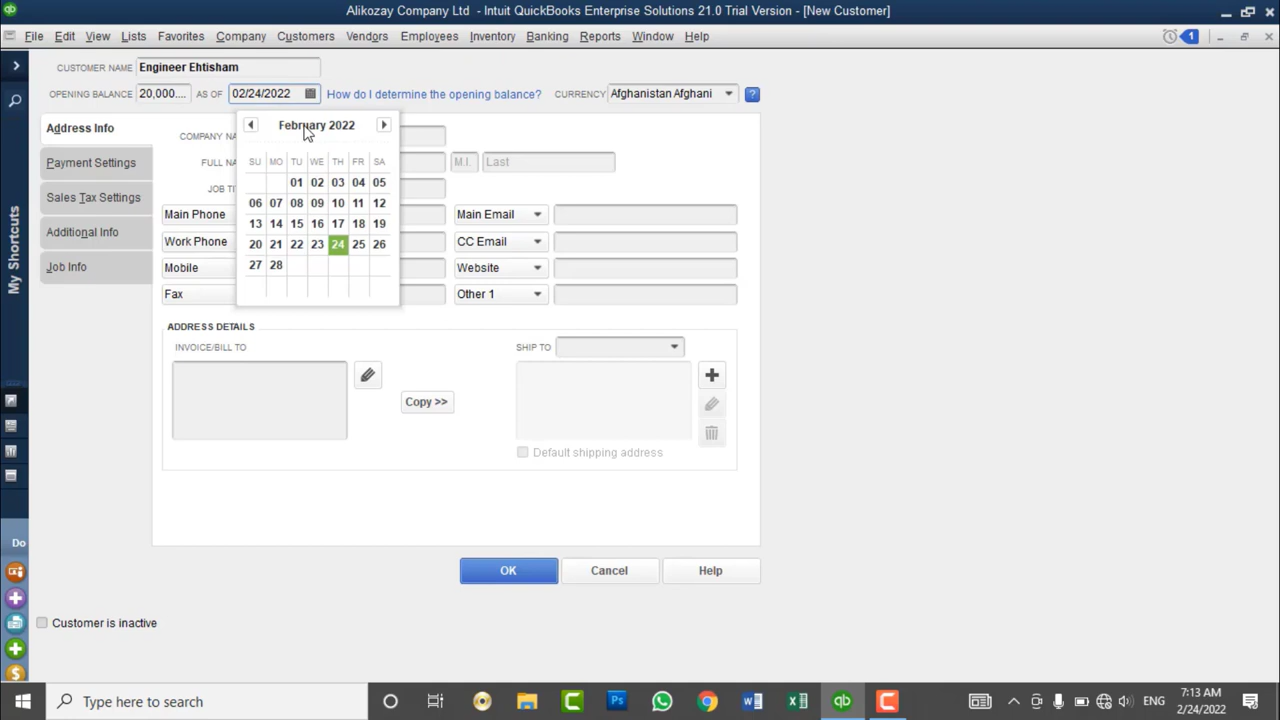 Alikozay Company Ltd - Intuit QuickBooks Enterprise Solutions 21.0 Trial Version - [New Customer]
File Edit View Lists Favorites Company Customers Vendors Employees Inventory Banking Reports Window Help 1
CUSTOMER NAME Engineer Ehtisham
OPENING BALANCE 20,000.... AS OF 02/24/2022 How do I determine the opening balance? CURRENCY Afghanistan Afghani ?
Address Info
Payment Settings
Sales Tax Settings
Additional Info
Job Info
COMPANY NA
FULL NA M.I. Last
JOB TI
February 2022
SU MO TU WE TH FR SA
01 02 03 04 05
06 07 08 09 10 11 12
13 14 15 16 17 18 19
20 21 22 23 24 25 26
27 28
Main Phone Main Email
Work Phone CC Email
Mobile Website
Fax Other 1
ADDRESS DETAILS
INVOICE/BILL TO SHIP TO
Copy >>
Default shipping address
OK Cancel Help
Customer is inactive
My Shortcuts
Do
Type here to search
ENG
7:13 AM
2/24/2022